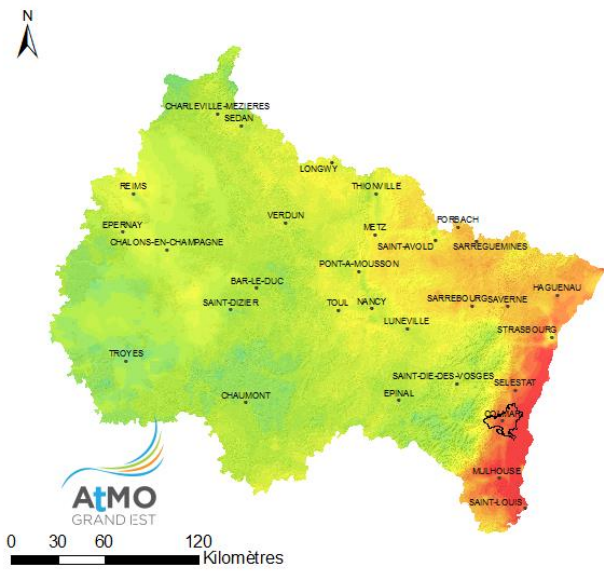 N
CHARLEVILLE-MEZIERES
SEDAN
LONGWY
REIMS
THIONVILLE
VERDUN
EPERNAY
FORBACH
METZ
CHALONS-EN-CHAMPAGNE
SAINT-AVOLD
SARREGUEMINES
PONT-A-MOUSSON
BAR-LE-DUC
HAGUENAU
SAINT-DIZIER
TOUL
NANCY
SARREBOURG
SAVERNE
LUNEVILLE
STRASBOURG
TROYES
SAINT-DIE-DES-VOSGES
SELESTAT
CHAUMONT
EPINAL
COLMAR
MULHOUSE
SAINT-LOUIS
AtMO
GRAND EST
0 30 60 120
Kilomètres